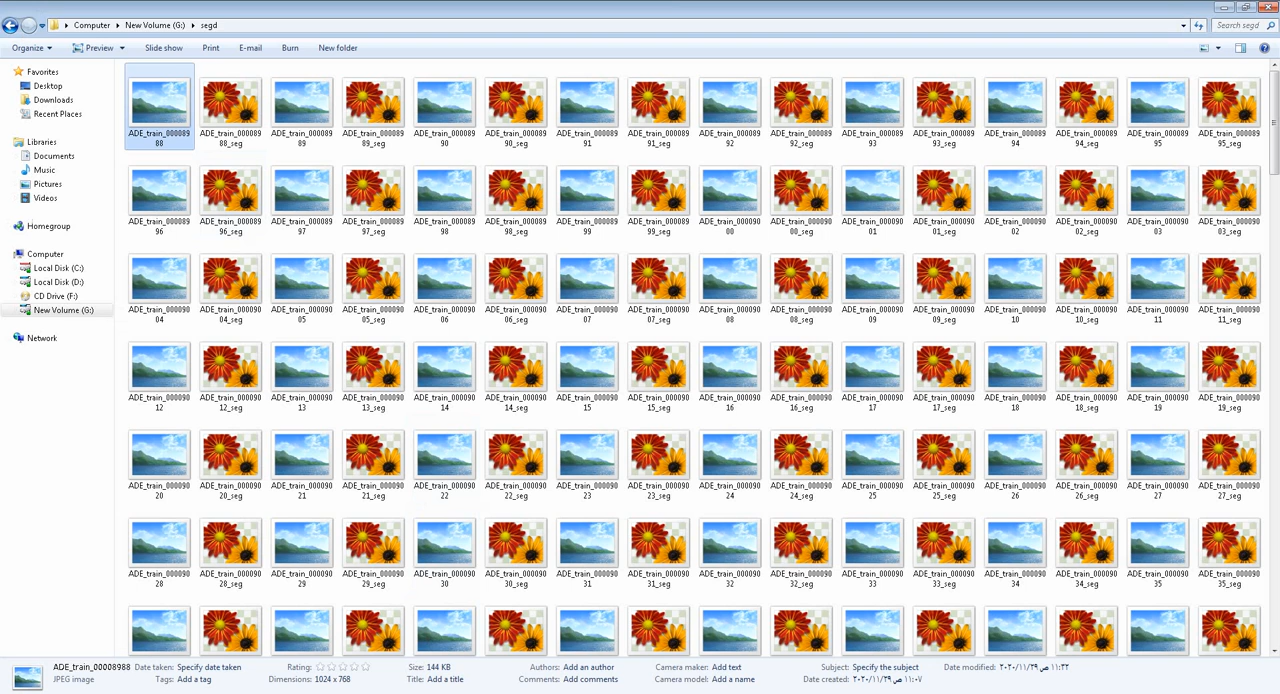 Computer ▸ New Volume (G:) ▸ segd
Search segd
Organize Preview Slide show Print E-mail Burn New folder
Favorites
Desktop
Downloads
Recent Places
Libraries
Documents
Music
Pictures
Videos
Homegroup
Computer
Local Disk (C:)
Local Disk (D:)
CD Drive (F:)
New Volume (G:)
Network
ADE_train_000089 ADE_train_000089 ADE_train_000089 ADE_train_000089 ADE_train_000089 ADE_train_000089 ADE_train_000089 ADE_train_000089 ADE_train_000089 ADE_train_000089 ADE_train_000089 ADE_train_000089 ADE_train_000089 ADE_train_000089 ADE_train_000089 ADE_train_000089
88 88_seg 89 89_seg 90 90_seg 91 91_seg 92 92_seg 93 93_seg 94 94_seg 95 95_seg
ADE_train_000089 ADE_train_000089 ADE_train_000089 ADE_train_000089 ADE_train_000089 ADE_train_000089 ADE_train_000089 ADE_train_000089 ADE_train_000090 ADE_train_000090 ADE_train_000090 ADE_train_000090 ADE_train_000090 ADE_train_000090 ADE_train_000090 ADE_train_000090
96 96_seg 97 97_seg 98 98_seg 99 99_seg 00 00_seg 01 01_seg 02 02_seg 03 03_seg
ADE_train_000090 ADE_train_000090 ADE_train_000090 ADE_train_000090 ADE_train_000090 ADE_train_000090 ADE_train_000090 ADE_train_000090 ADE_train_000090 ADE_train_000090 ADE_train_000090 ADE_train_000090 ADE_train_000090 ADE_train_000090 ADE_train_000090 ADE_train_000090
04 04_seg 05 05_seg 06 06_seg 07 07_seg 08 08_seg 09 09_seg 10 10_seg 11 11_seg
ADE_train_000090 ADE_train_000090 ADE_train_000090 ADE_train_000090 ADE_train_000090 ADE_train_000090 ADE_train_000090 ADE_train_000090 ADE_train_000090 ADE_train_000090 ADE_train_000090 ADE_train_000090 ADE_train_000090 ADE_train_000090 ADE_train_000090 ADE_train_000090
12 12_seg 13 13_seg 14 14_seg 15 15_seg 16 16_seg 17 17_seg 18 18_seg 19 19_seg
ADE_train_000090 ADE_train_000090 ADE_train_000090 ADE_train_000090 ADE_train_000090 ADE_train_000090 ADE_train_000090 ADE_train_000090 ADE_train_000090 ADE_train_000090 ADE_train_000090 ADE_train_000090 ADE_train_000090 ADE_train_000090 ADE_train_000090 ADE_train_000090
20 20_seg 21 21_seg 22 22_seg 23 23_seg 24 24_seg 25 25_seg 26 26_seg 27 27_seg
ADE_train_000090 ADE_train_000090 ADE_train_000090 ADE_train_000090 ADE_train_000090 ADE_train_000090 ADE_train_000090 ADE_train_000090 ADE_train_000090 ADE_train_000090 ADE_train_000090 ADE_train_000090 ADE_train_000090 ADE_train_000090 ADE_train_000090 ADE_train_000090
28 28_seg 29 29_seg 30 30_seg 31 31_seg 32 32_seg 33 33_seg 34 34_seg 35 35_seg
ADE_train_00008988 Date taken: Specify date taken Rating: Size: 144 KB Authors: Add an author Camera maker: Add text Subject: Specify the subject Date modified: ٢٠٢٠/١١/٢٩ ص ١١:٣٢
JPEG image Tags: Add a tag Dimensions: 1024 x 768 Title: Add a title Comments: Add comments Camera model: Add a name Date created: ٢٠٢٠/١١/٢٩ ص ١١:٠٧